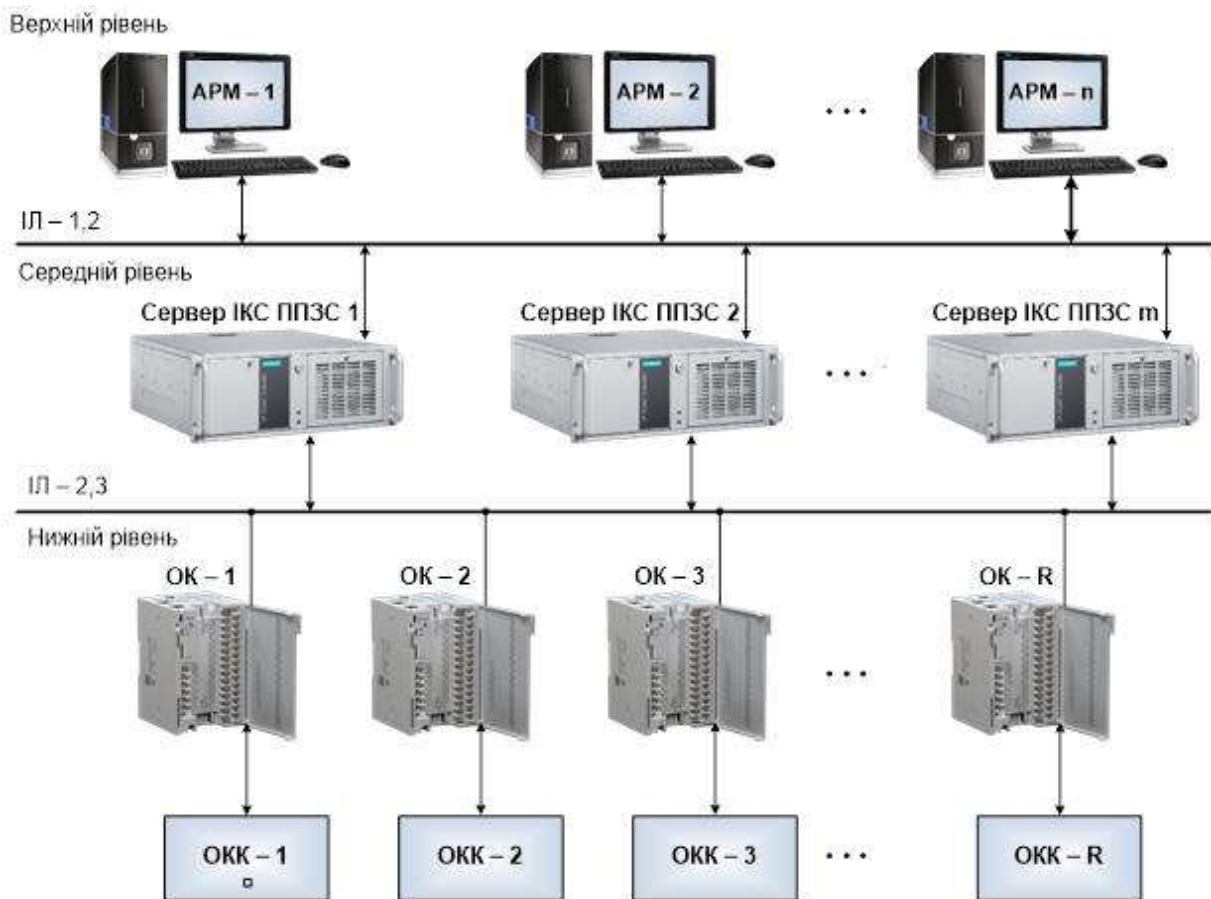 Верхній рівень
АРМ – 1
АРМ – 2
...
АРМ – n
ІЛ – 1,2
Середній рівень
Сервер ІКС ППЗС 1
Сервер ІКС ППЗС 2
Сервер ІКС ППЗС m
...
ІЛ – 2,3
Нижній рівень
ОК – 1
ОК – 2
ОК – 3
ОК – R
...
ОКК – 1
ОКК – 2
ОКК – 3
...
ОКК – R